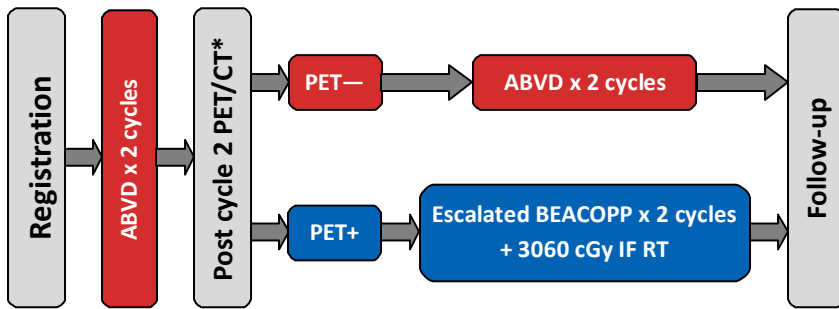 Registration
ABVD x 2 cycles
Post cycle 2 PET/CT*
PET—
ABVD x 2 cycles
PET+
Escalated BEACOPP x 2 cycles
+ 3060 cGy IF RT
Follow-up